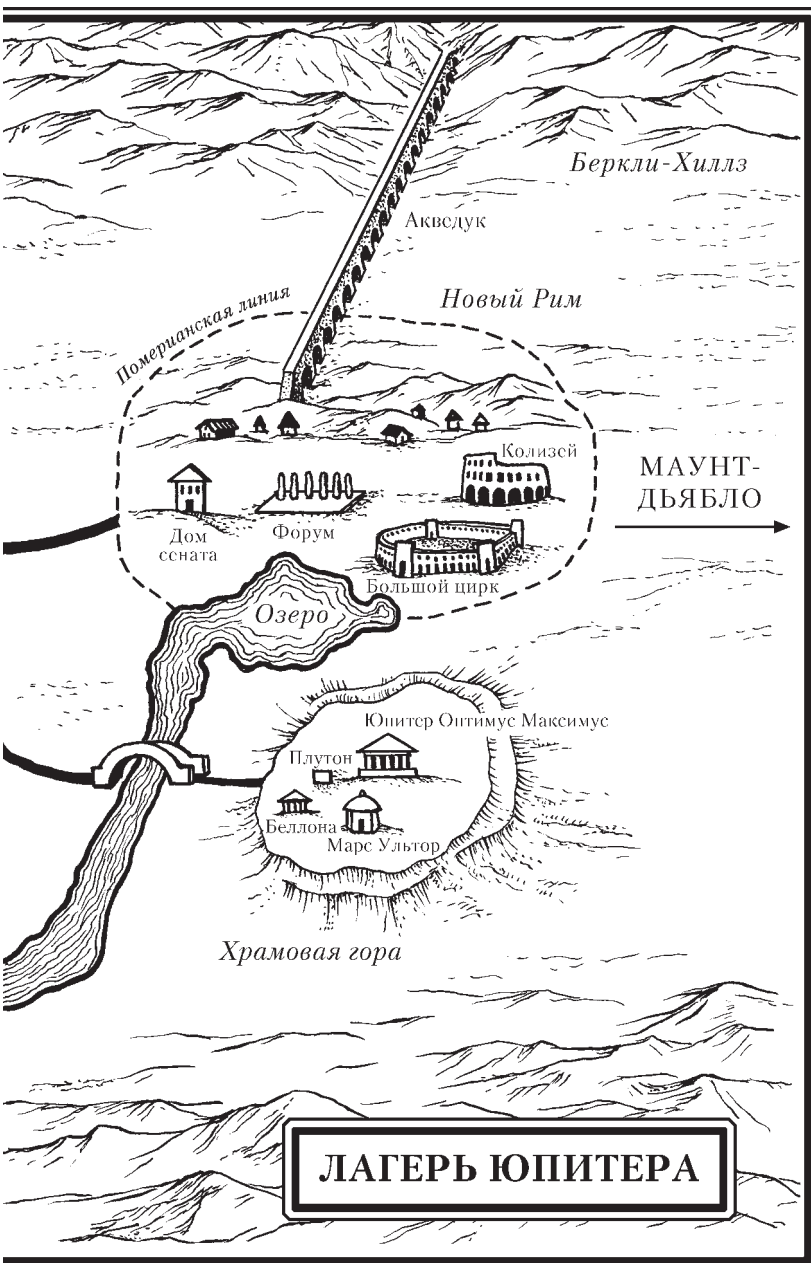 Беркли-Хиллз
Акведук
Новый Рим
Померианская линия
Колизей
МАУНТ-
ДЬЯБЛО
Дом
сената
Форум
Большой цирк
Озеро
Юпитер Оптимус Максимус
Плутон
Беллона
Марс Ультор
Храмовая гора
ЛАГЕРЬ ЮПИТЕРА